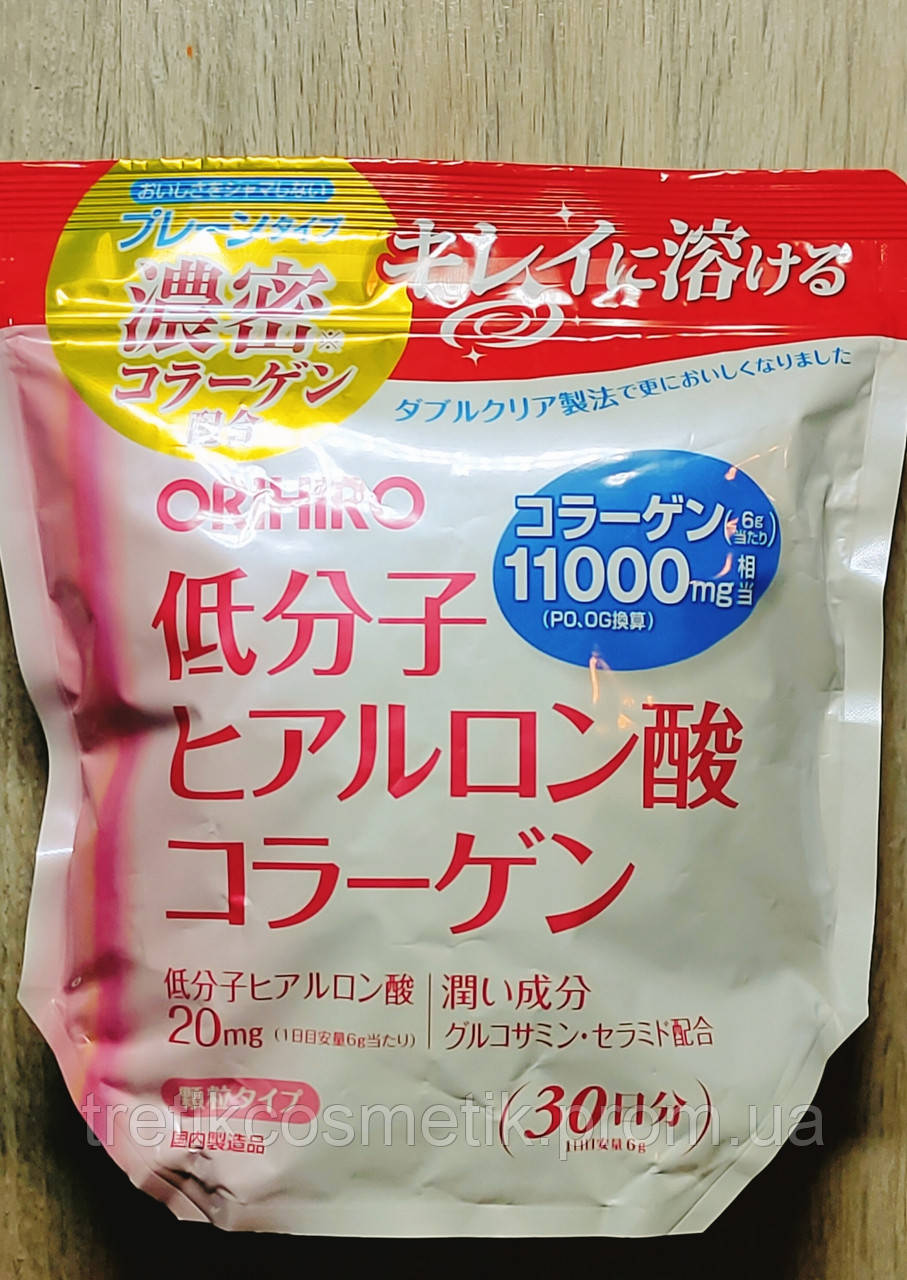 おいしさをジャマしない
プレーンタイプ
濃密※
コラーゲン
配合
キレイに溶ける
ダブルクリア製法で更においしくなりました
ORIHIRO
コラーゲン(6g当たり)
11000mg相当
(PO、OG換算)
低分子
ヒアルロン酸
コラーゲン
低分子ヒアルロン酸
20mg (1日目安量6g当たり)
潤い成分
グルコサミン・セラミド配合
顆粒タイプ
国内製造品
(30日分)
1日目安量6g
tretikcosmetik.prom.ua